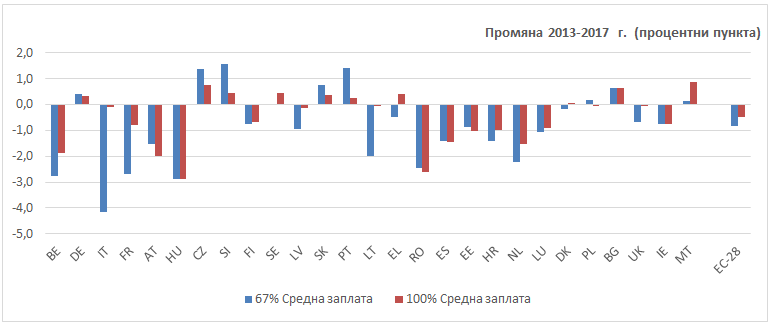 Промяна 2013-2017 г. (процентни пункта)
2,0
1,0
0,0
-1,0
-2,0
-3,0
-4,0
-5,0
BE DE IT FR AT HU CZ SI FI SE LV SK PT LT EL RO ES EE HR NL LU DK PL BG UK IE MT EC-28
67% Средна заплата 100% Средна заплата